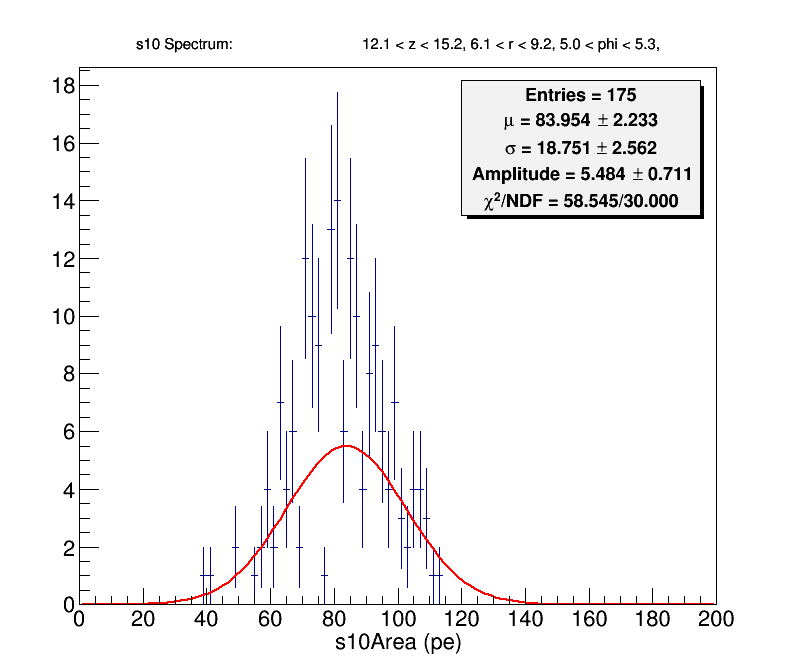 s10 Spectrum: 12.1 < z < 15.2, 6.1 < r < 9.2, 5.0 < phi < 5.3,
Entries = 175
μ = 83.954 ± 2.233
σ = 18.751 ± 2.562
Amplitude = 5.484 ± 0.711
χ²/NDF = 58.545/30.000
18
16
14
12
10
8
6
4
2
0
0 20 40 60 80 100 120 140 160 180 200
s10Area (pe)